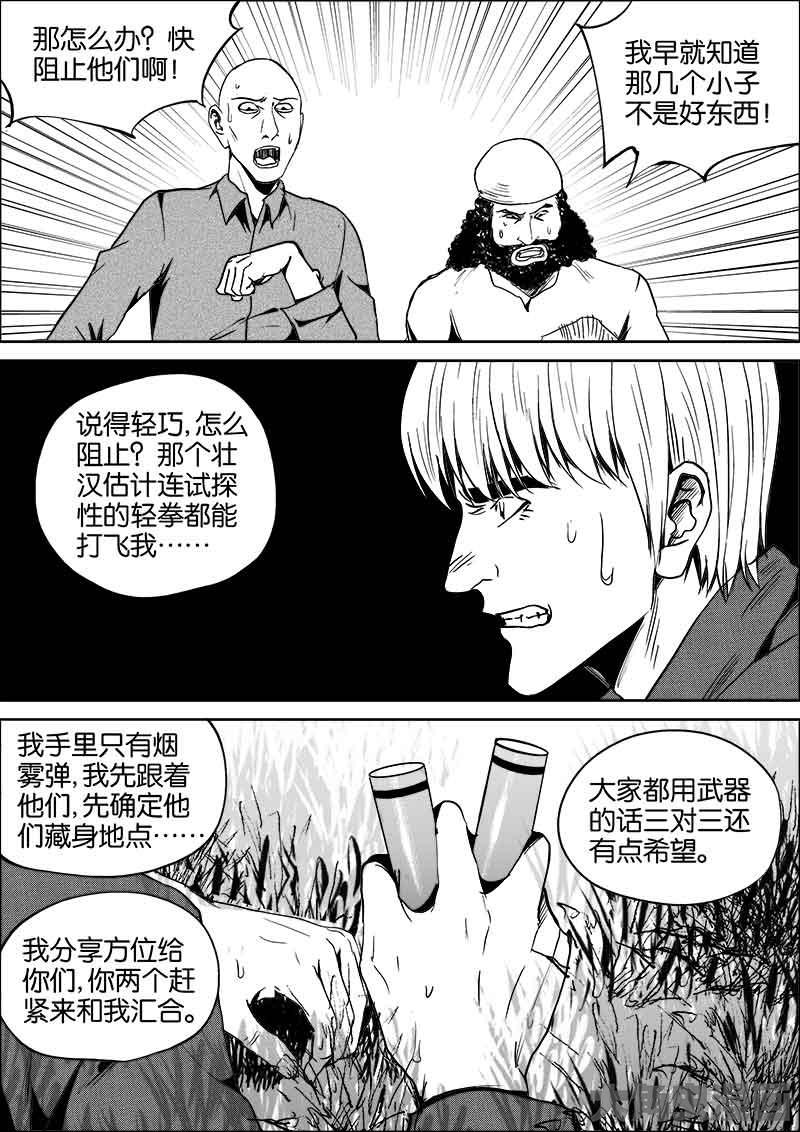 那怎么办？快
阻止他们啊！
我早就知道
那几个小子
不是好东西！
说得轻巧，怎么
阻止？那个壮
汉估计连试探
性的轻拳都能
打飞我……
我手里只有烟
雾弹，我先跟着
他们，先确定他
们藏身地点……
大家都用武器
的话三对三还
有点希望。
我分享方位给
你们，你两个赶
紧来和我汇合。